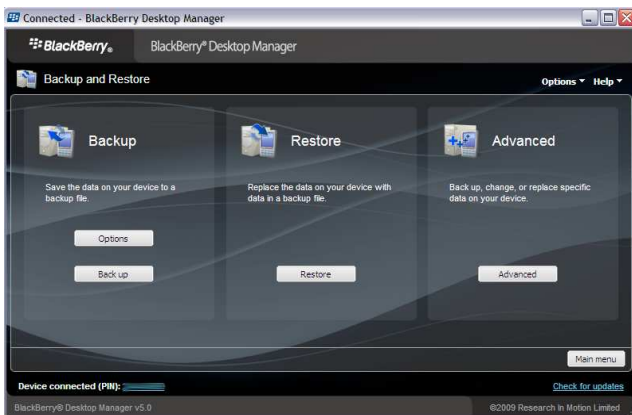 Connected - BlackBerry Desktop Manager
BlackBerry® BlackBerry® Desktop Manager
Backup and Restore Options Help
Backup Restore Advanced
Save the data on your device to a
backup file.
Replace the data on your device with
data in a backup file.
Back up, change, or replace specific
data on your device.
Options
Back up Restore Advanced
Main menu
Device connected (PIN): Check for updates
BlackBerry® Desktop Manager v5.0 ©2009 Research In Motion Limited